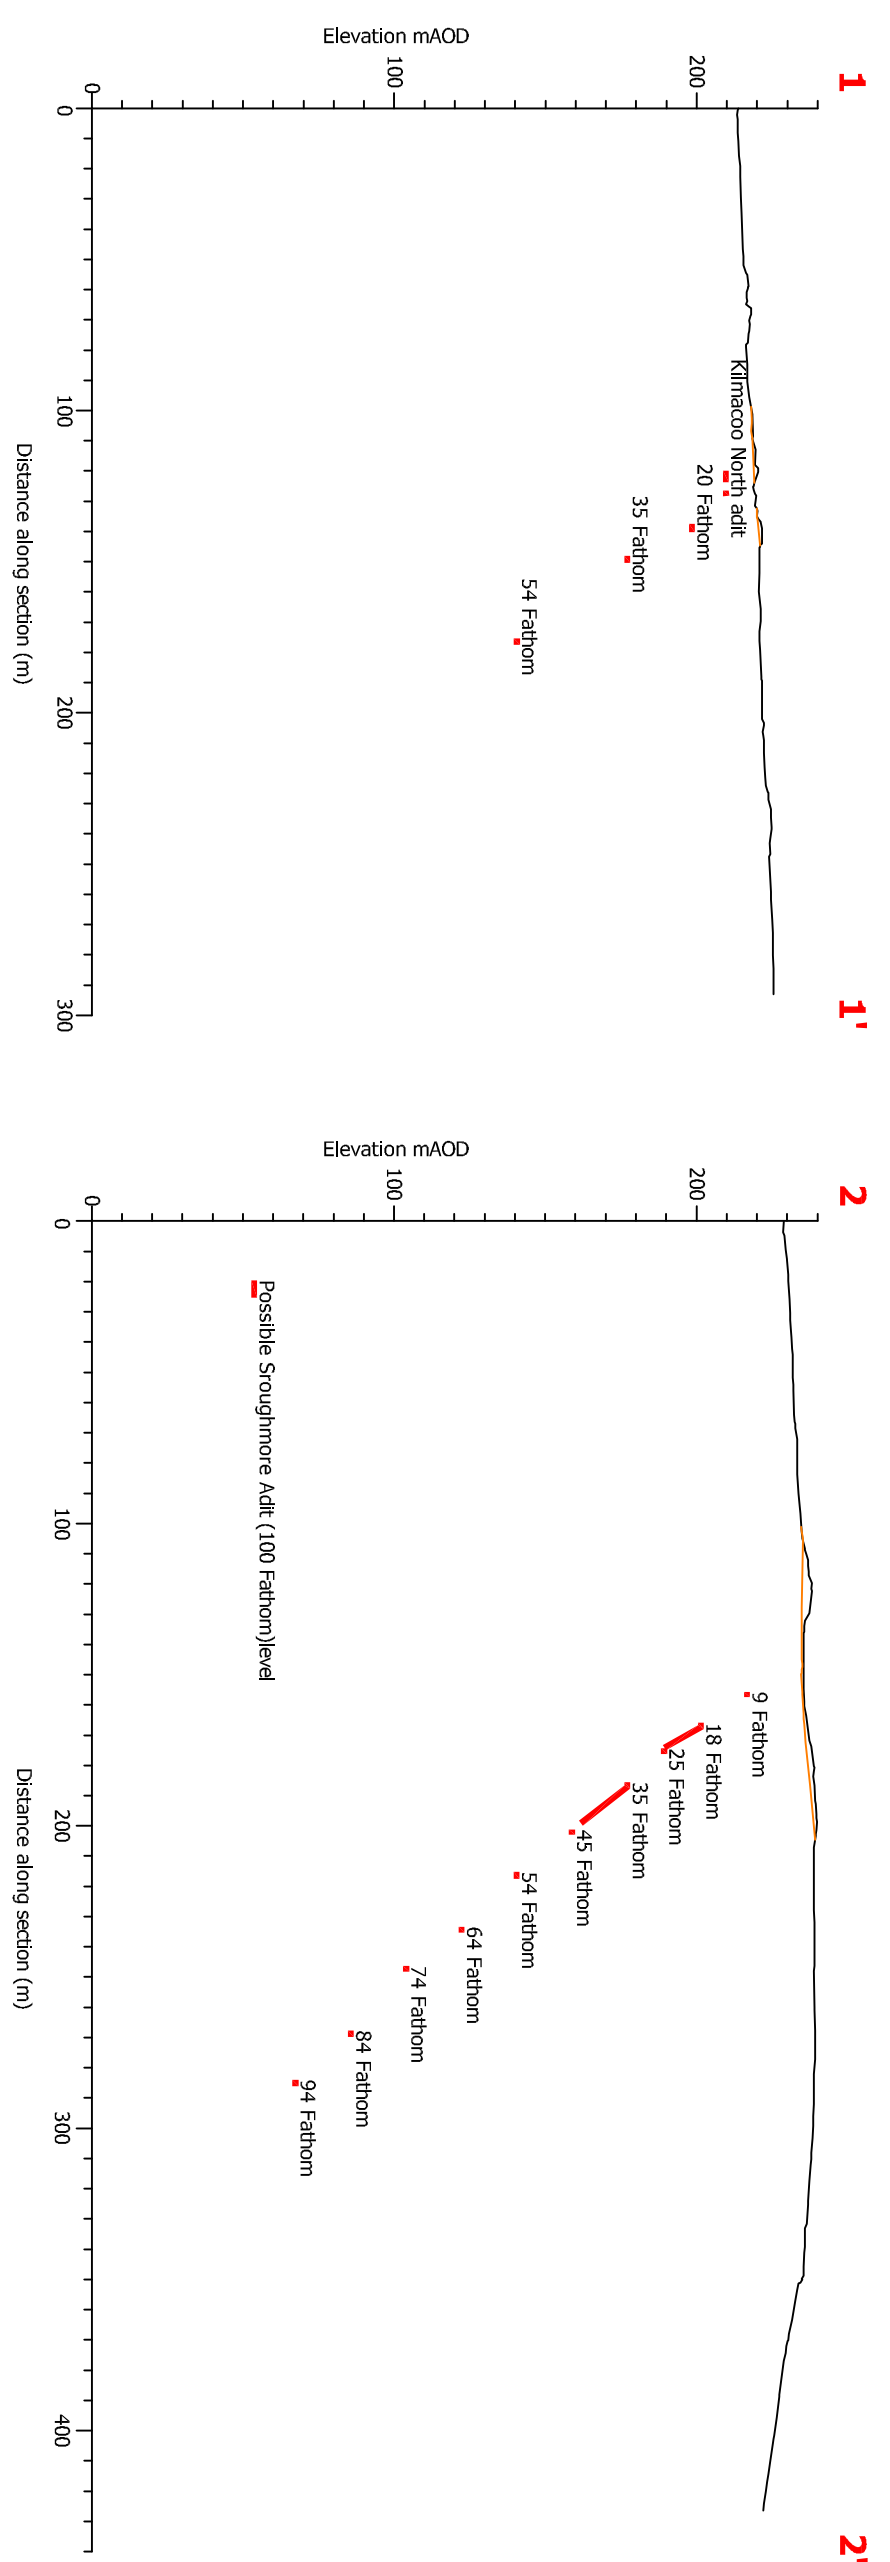 1
1'
Elevation mAOD
200
100
0
Kilmacoo North adit
20 Fathom
35 Fathom
54 Fathom
0
100
200
300
Distance along section (m)
2
2'
Elevation mAOD
200
100
0
9 Fathom
18 Fathom
25 Fathom
35 Fathom
45 Fathom
54 Fathom
64 Fathom
74 Fathom
84 Fathom
94 Fathom
Possible Sroughmore Adit (100 Fathom)level
0
100
200
300
400
Distance along section (m)